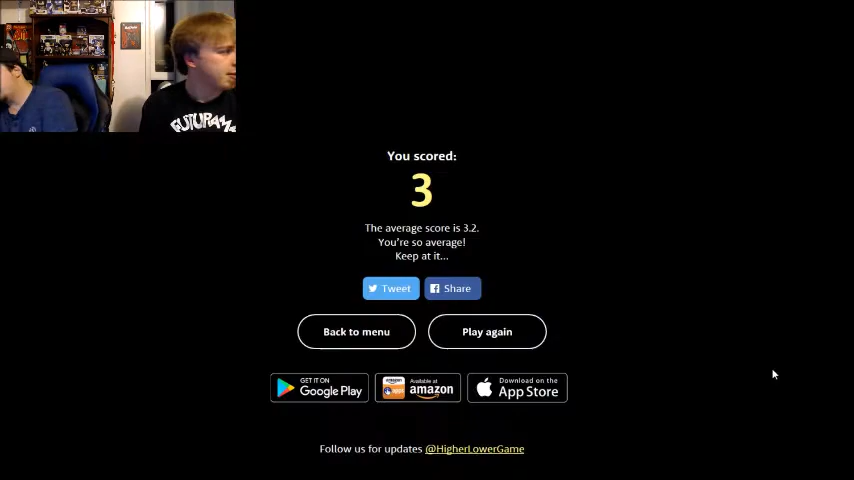 FUTURAMA
You scored:
3
The average score is 3.2.
You're so average!
Keep at it...
Tweet
Share
Back to menu
Play again
GET IT ON
Google Play
Available at
amazon
Download on the
App Store
Follow us for updates @HigherLowerGame